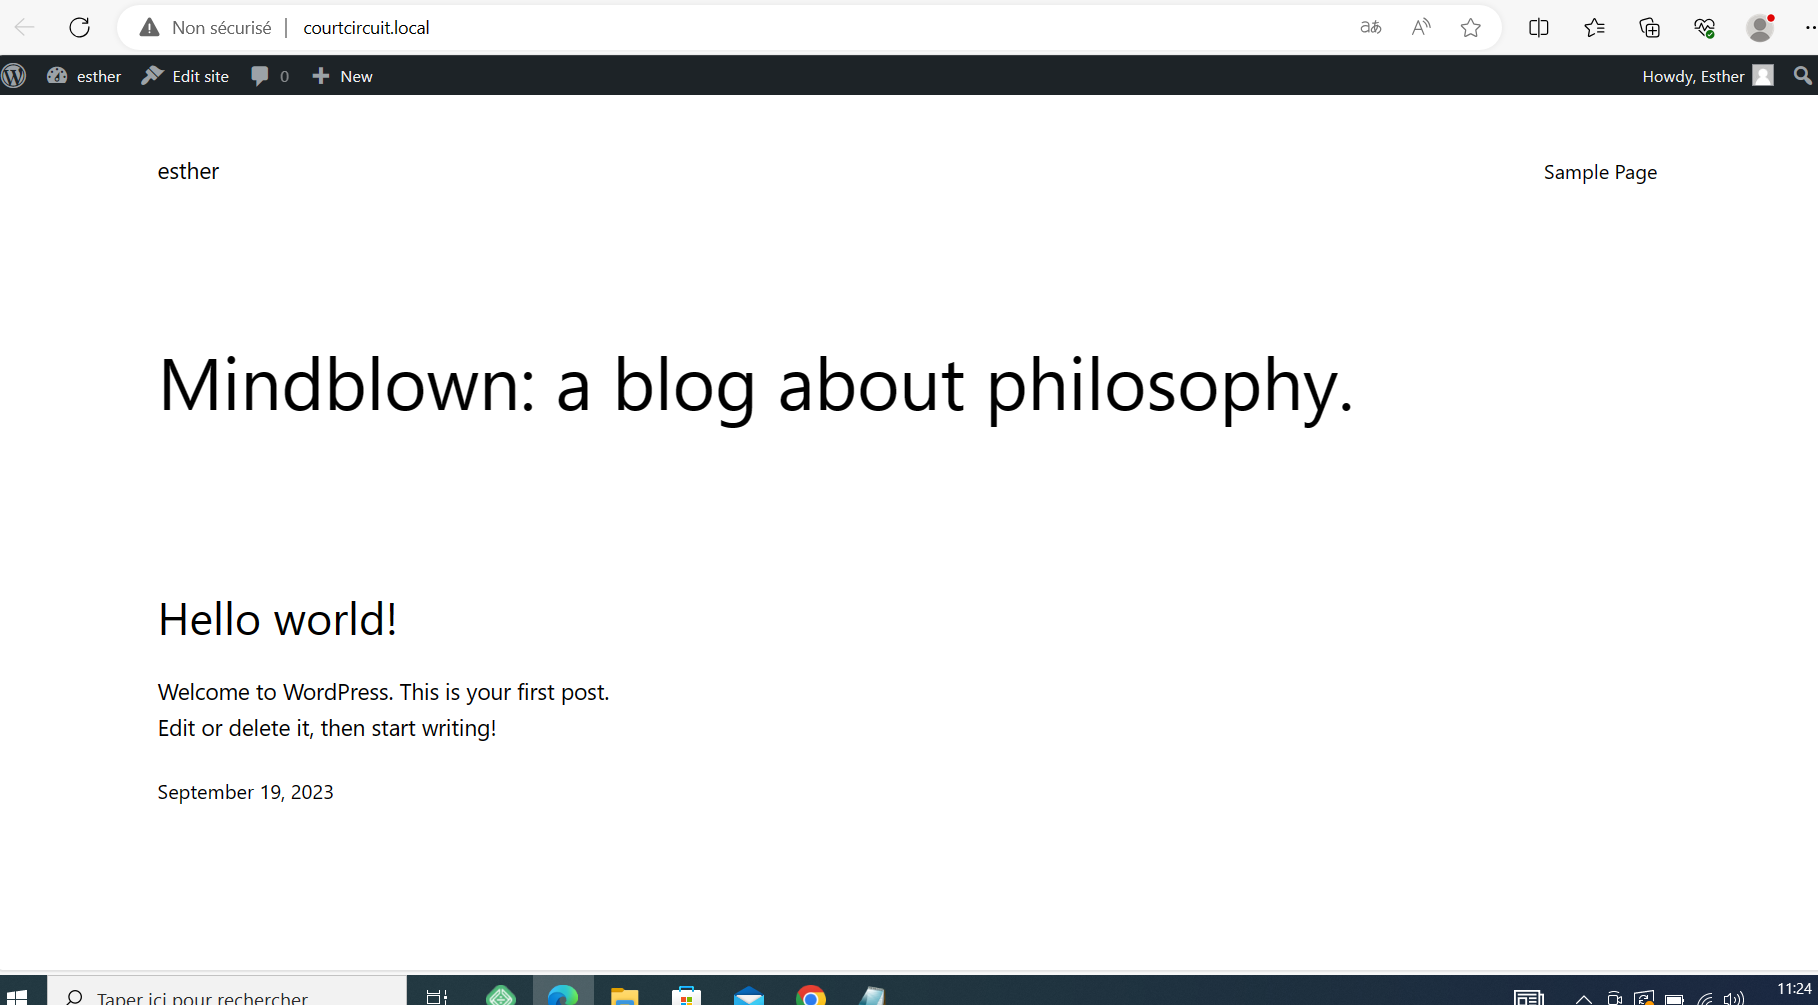 Non sécurisé | courtcircuit.local
esther Edit site 0 New Howdy, Esther
esther Sample Page
Mindblown: a blog about philosophy.
Hello world!
Welcome to WordPress. This is your first post.
Edit or delete it, then start writing!
September 19, 2023
Taper ici pour rechercher 11:24